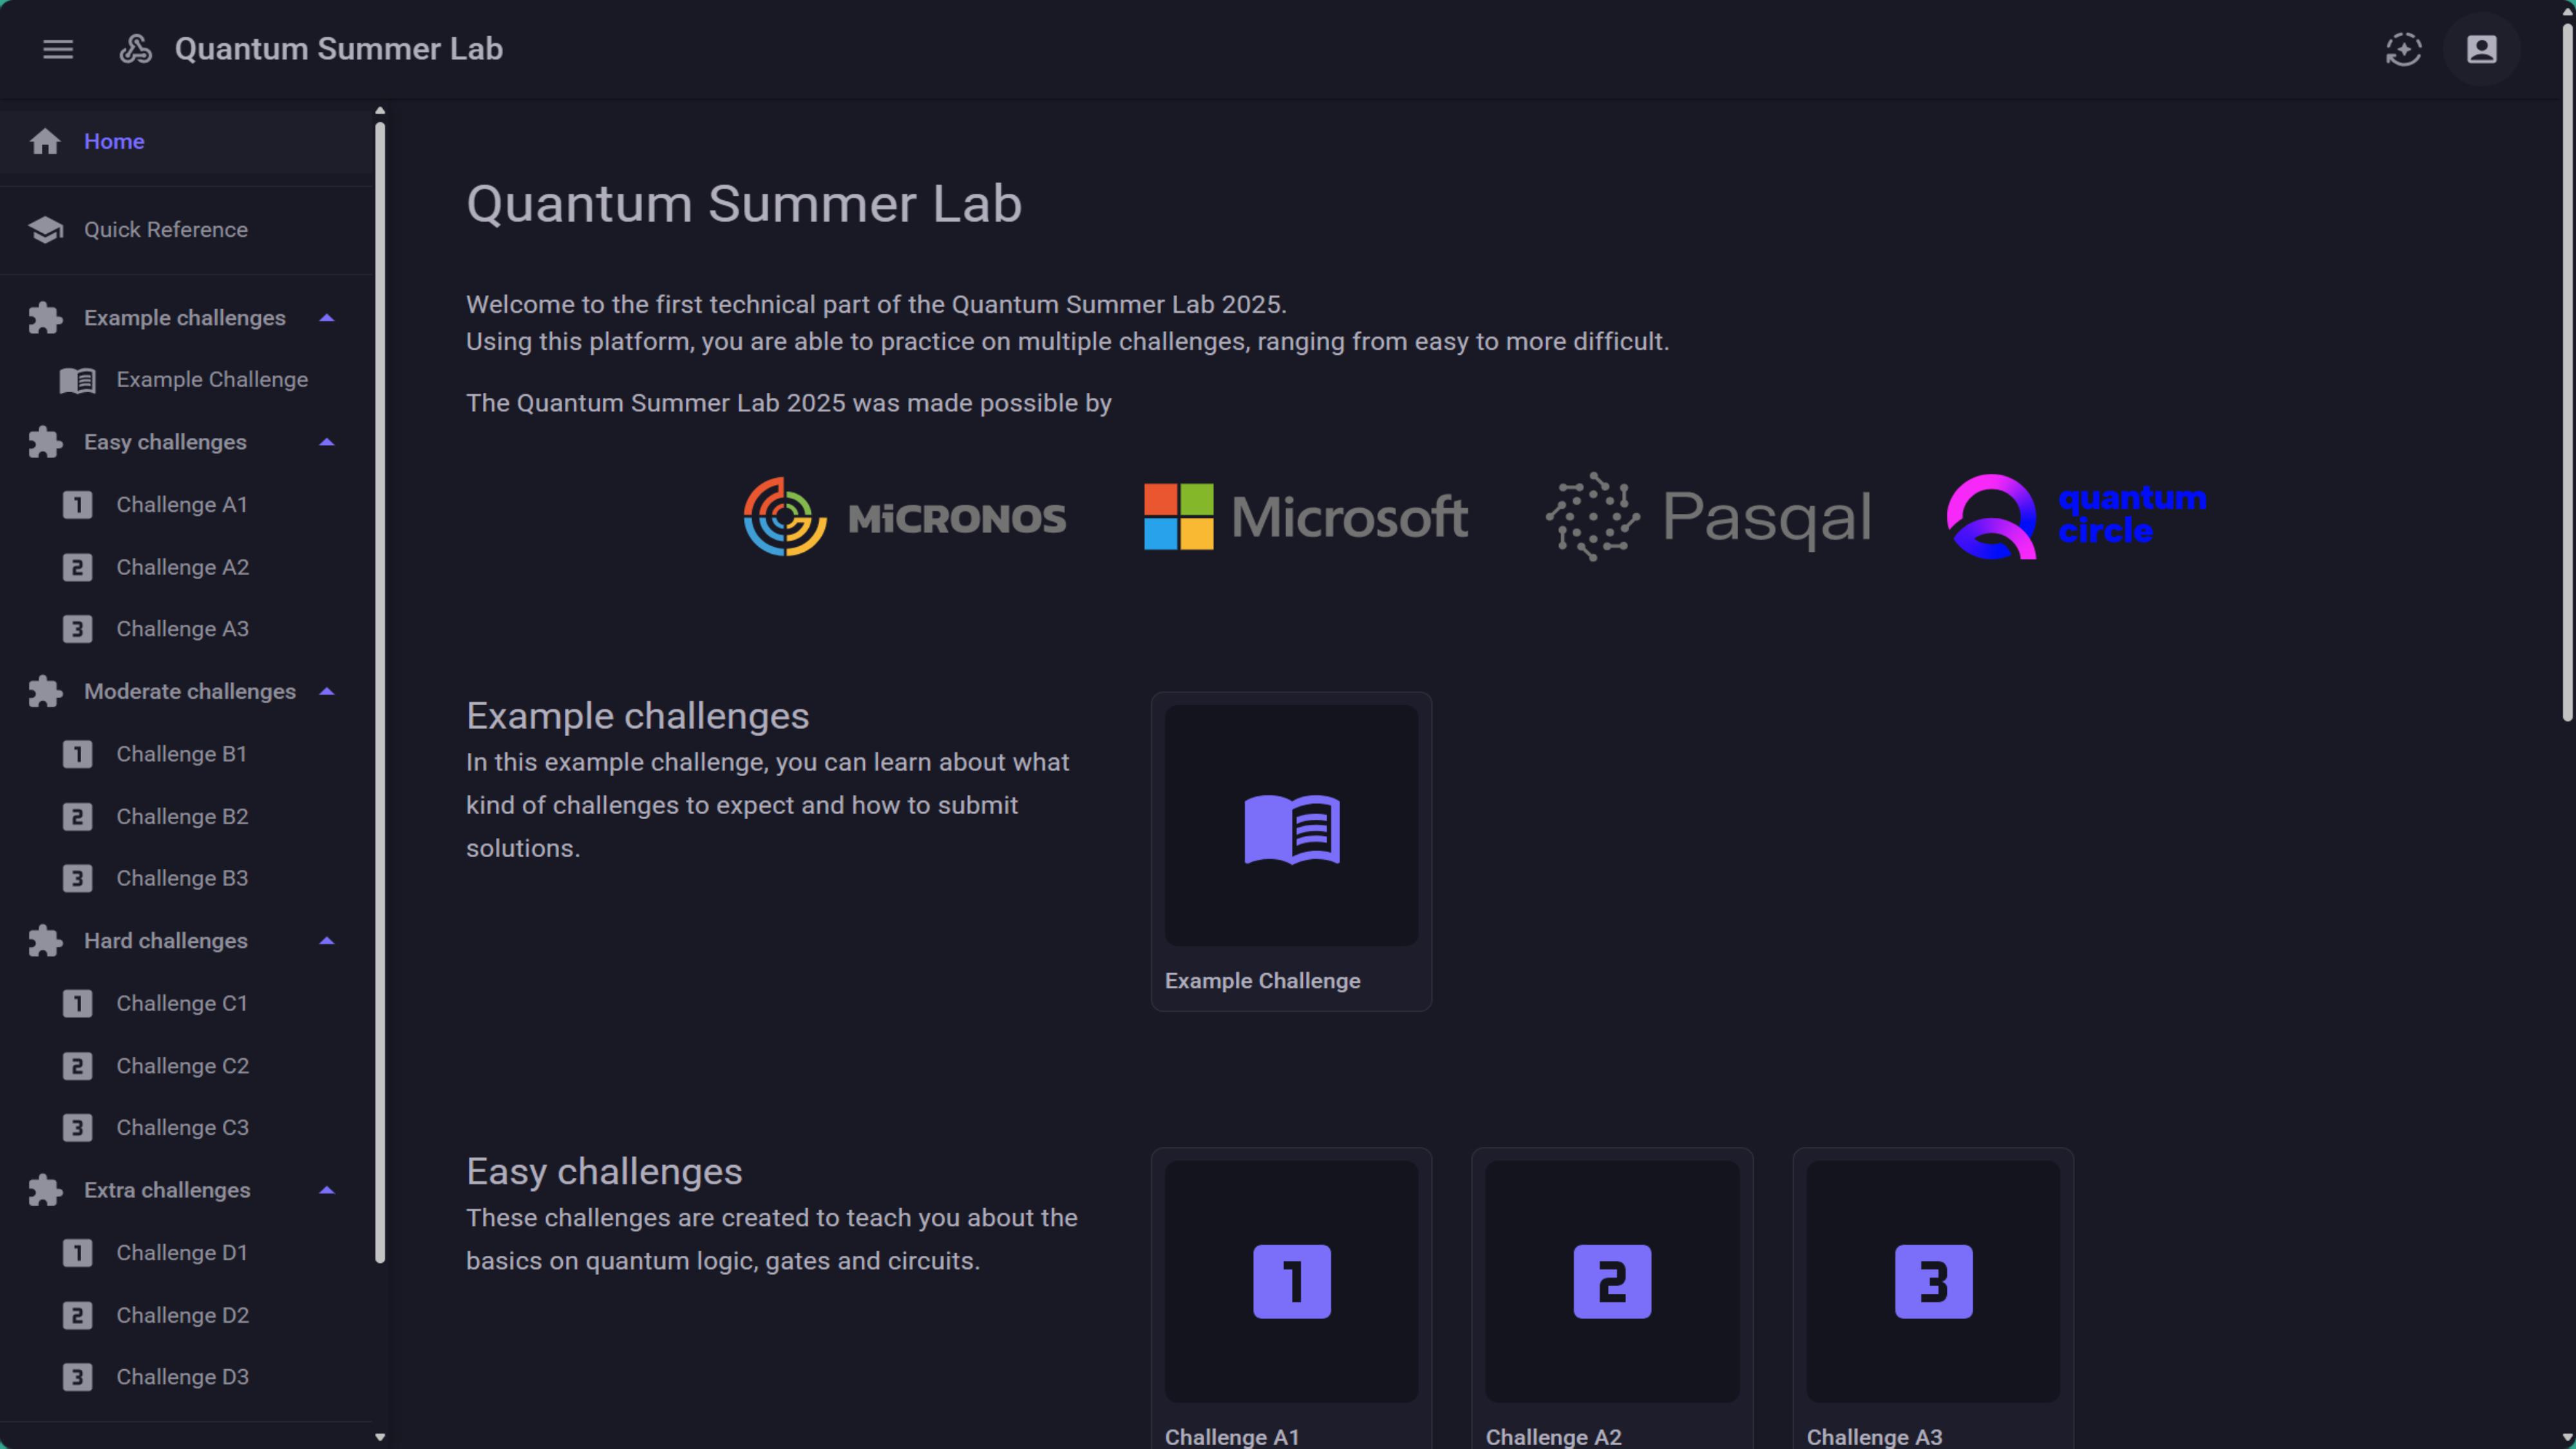 Quantum Summer Lab
Home
Quick Reference
Example challenges
Example Challenge
Easy challenges
1 Challenge A1
2 Challenge A2
3 Challenge A3
Moderate challenges
1 Challenge B1
2 Challenge B2
3 Challenge B3
Hard challenges
1 Challenge C1
2 Challenge C2
3 Challenge C3
Extra challenges
1 Challenge D1
2 Challenge D2
3 Challenge D3
Quantum Summer Lab
Welcome to the first technical part of the Quantum Summer Lab 2025.
Using this platform, you are able to practice on multiple challenges, ranging from easy to more difficult.
The Quantum Summer Lab 2025 was made possible by
MiCRONOS
Microsoft
Pasqal
quantum
circle
Example challenges
In this example challenge, you can learn about what
kind of challenges to expect and how to submit
solutions.
Example Challenge
Easy challenges
These challenges are created to teach you about the
basics on quantum logic, gates and circuits.
1 2 3
Challenge A1 Challenge A2 Challenge A3